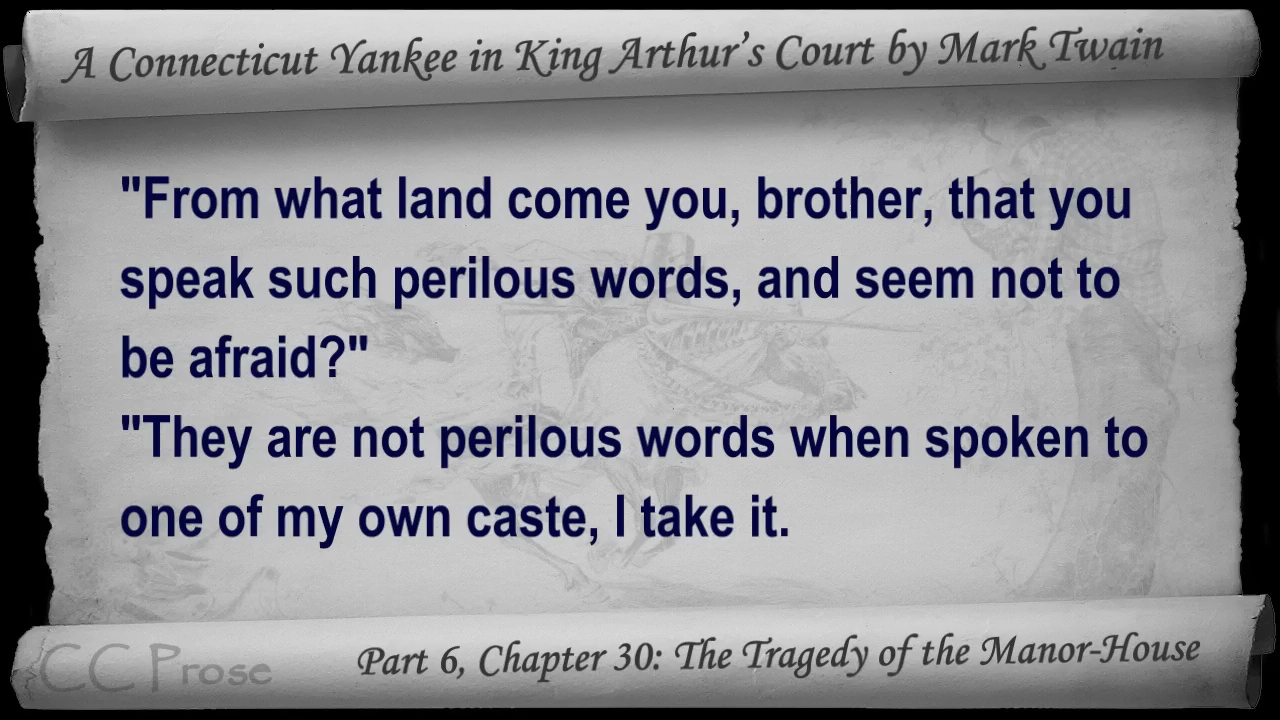 A Connecticut Yankee in King Arthur’s Court by Mark Twain
"From what land come you, brother, that you
speak such perilous words, and seem not to
be afraid?"
"They are not perilous words when spoken to
one of my own caste, I take it.
CC Prose
Part 6, Chapter 30: The Tragedy of the Manor-House